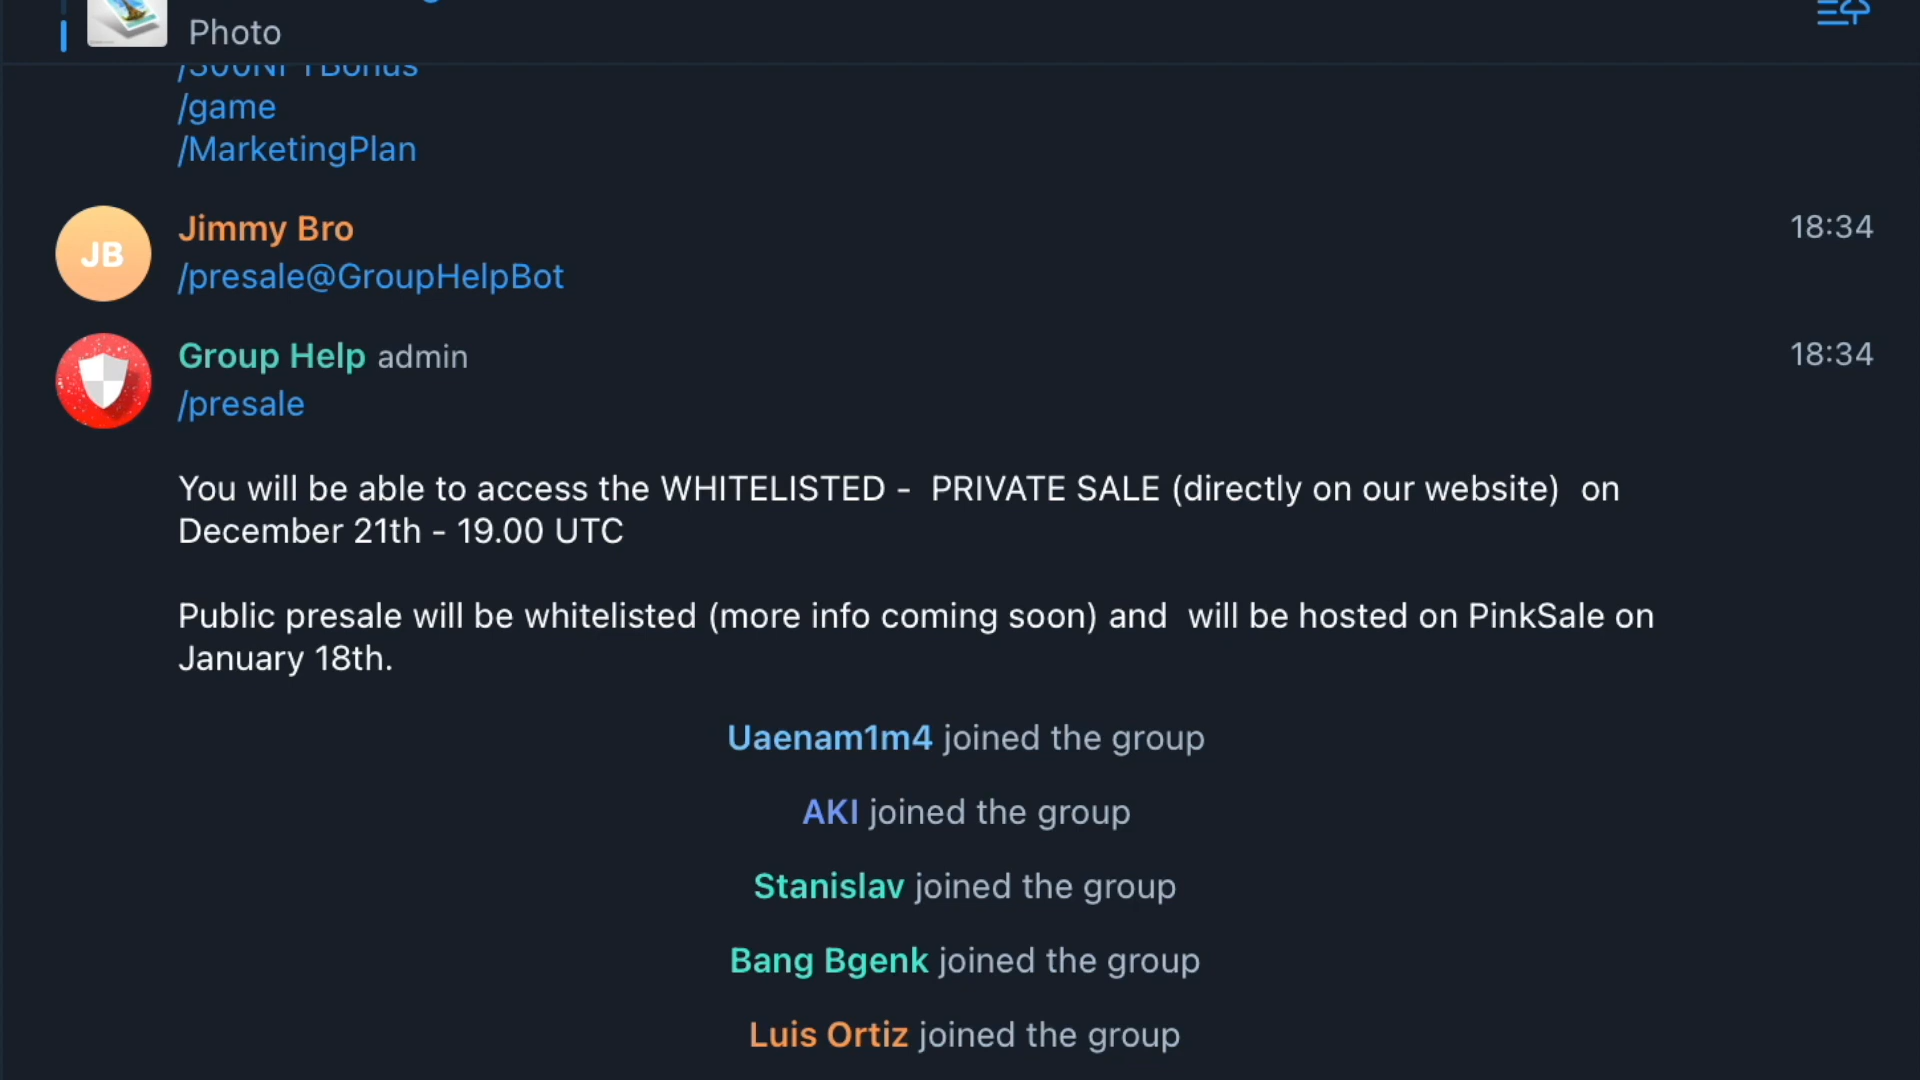 Photo
/300NFTBonus
/game
/MarketingPlan
Jimmy Bro
18:34
JB
/presale@GroupHelpBot
Group Help admin
18:34
/presale
You will be able to access the WHITELISTED -  PRIVATE SALE (directly on our website)  on
December 21th - 19.00 UTC
Public presale will be whitelisted (more info coming soon) and  will be hosted on PinkSale on
January 18th.
Uaenam1m4 joined the group
AKI joined the group
Stanislav joined the group
Bang Bgenk joined the group
Luis Ortiz joined the group